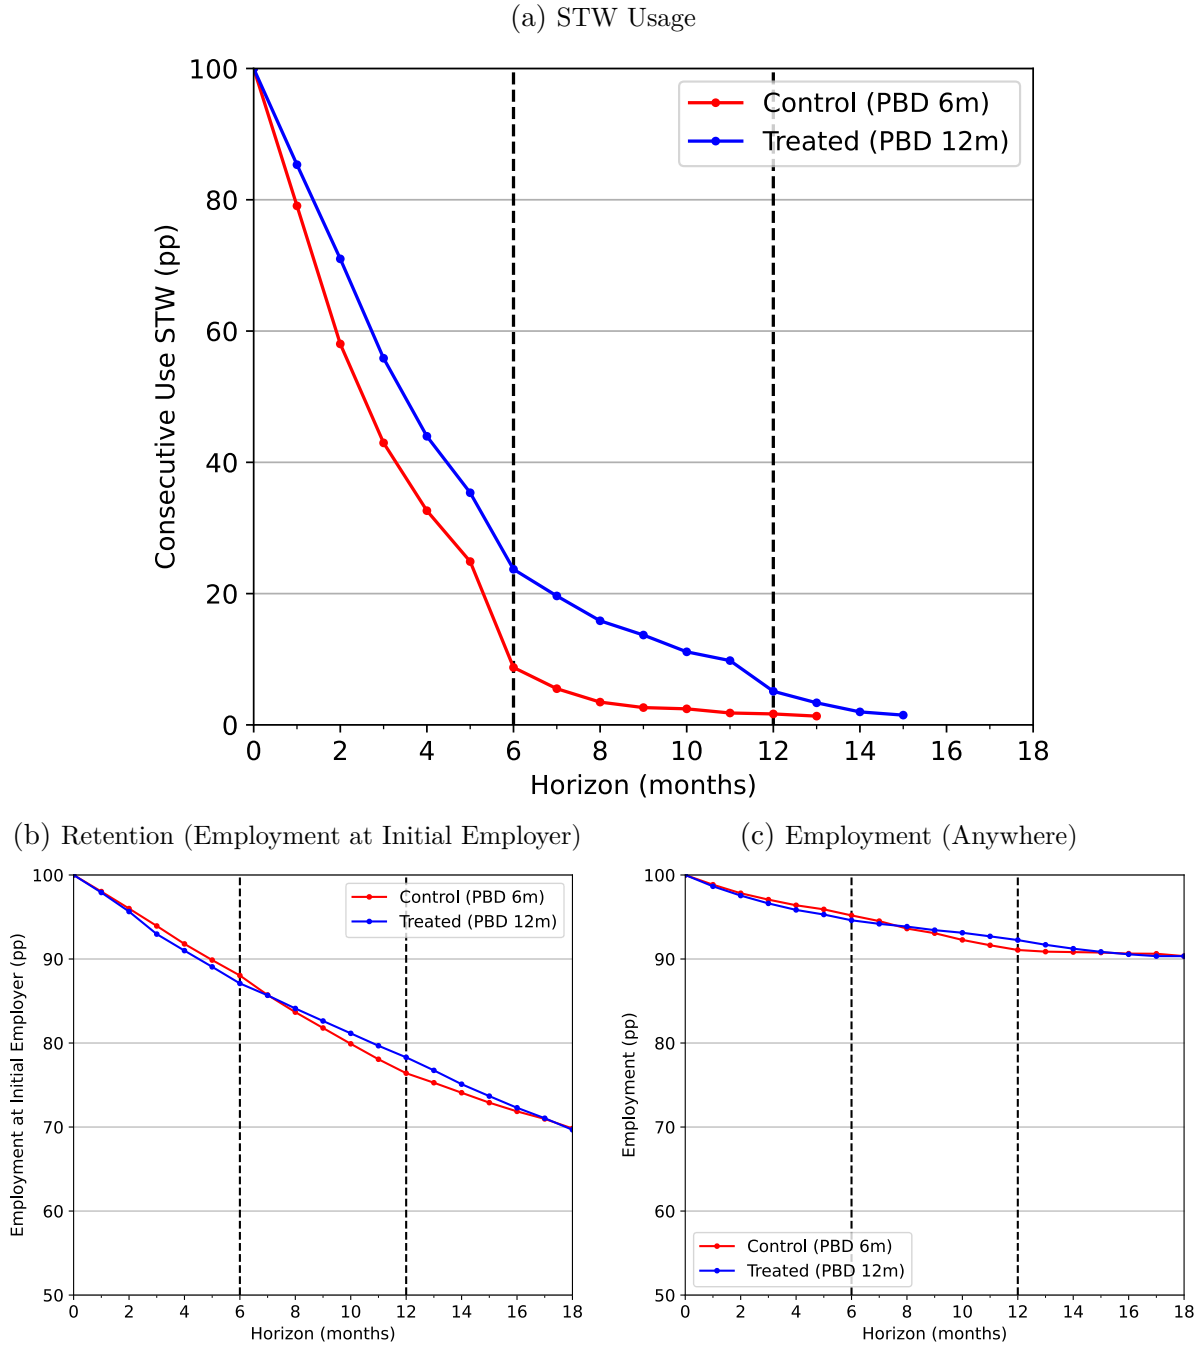 (a) STW Usage
100
80
60
40
20
0
Consecutive Use STW (pp)
Control (PBD 6m)
Treated (PBD 12m)
0 2 4 6 8 10 12 14 16 18
Horizon (months)
(b) Retention (Employment at Initial Employer)
100
90
80
70
60
50
Employment at Initial Employer (pp)
Control (PBD 6m)
Treated (PBD 12m)
0 2 4 6 8 10 12 14 16 18
Horizon (months)
(c) Employment (Anywhere)
100
90
80
70
60
50
Employment (pp)
Control (PBD 6m)
Treated (PBD 12m)
0 2 4 6 8 10 12 14 16 18
Horizon (months)